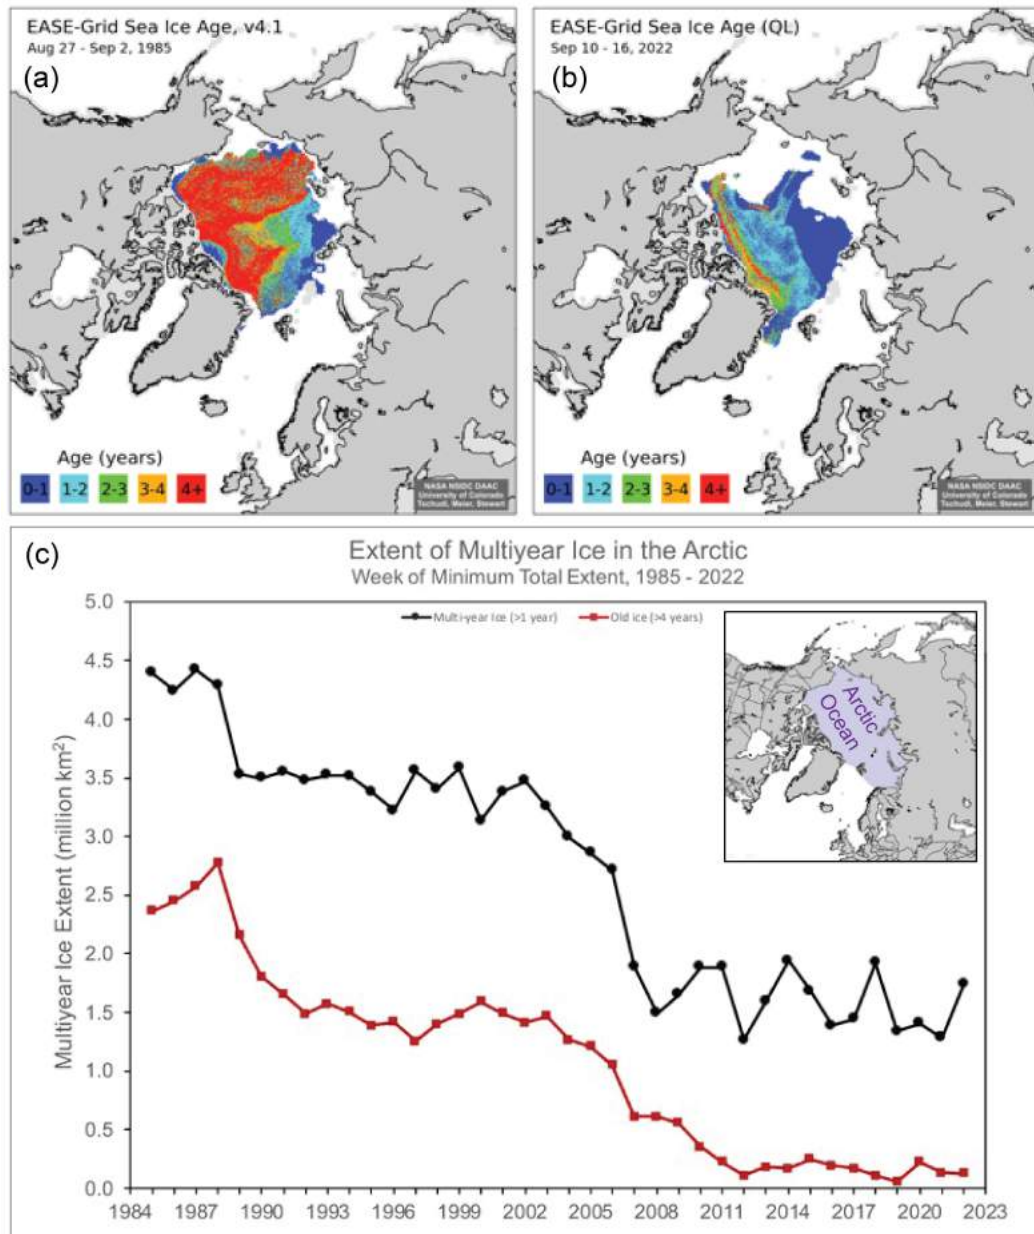 EASE-Grid Sea Ice Age, v4.1
Aug 27 - Sep 2, 1985
(a)
Age (years)
0-1 1-2 2-3 3-4 4+
NASA NSIDC DAAC
University of Colorado
Tschudi, Meier, Stewart
EASE-Grid Sea Ice Age (QL)
Sep 10 - 16, 2022
(b)
Age (years)
0-1 1-2 2-3 3-4 4+
NASA NSIDC DAAC
University of Colorado
Tschudi, Meier, Stewart
(c)
Extent of Multiyear Ice in the Arctic
Week of Minimum Total Extent, 1985 - 2022
Multi-year Ice (>1 year) Old ice (>4 years)
Multiyear Ice Extent (million km²)
5.0
4.5
4.0
3.5
3.0
2.5
2.0
1.5
1.0
0.5
0.0
Arctic
Ocean
1984 1987 1990 1993 1996 1999 2002 2005 2008 2011 2014 2017 2020 2023